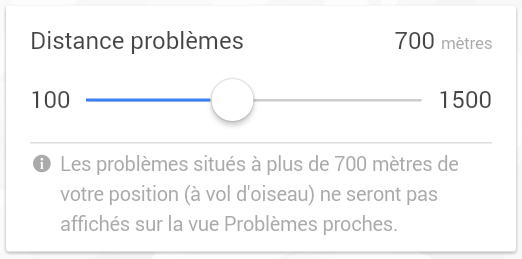 Distance problèmes 700 mètres
100 1500
Les problèmes situés à plus de 700 mètres de
votre position (à vol d'oiseau) ne seront pas
affichés sur la vue Problèmes proches.